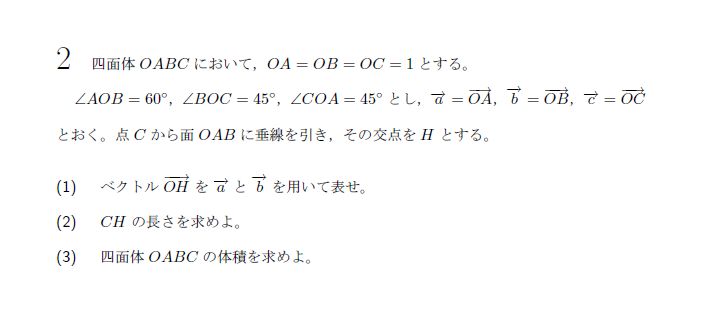 2 四面体 OABC において，OA = OB = OC = 1 とする。
∠AOB = 60°，∠BOC = 45°，∠COA = 45° とし，$\overrightarrow{a}$ = $\overrightarrow{OA}$，$\overrightarrow{b}$ = $\overrightarrow{OB}$，$\overrightarrow{c}$ = $\overrightarrow{OC}$
とおく。点 C から面 OAB に垂線を引き，その交点を H とする。
(1) ベクトル $\overrightarrow{OH}$ を $\overrightarrow{a}$ と $\overrightarrow{b}$ を用いて表せ。
(2) CH の長さを求めよ。
(3) 四面体 OABC の体積を求めよ。